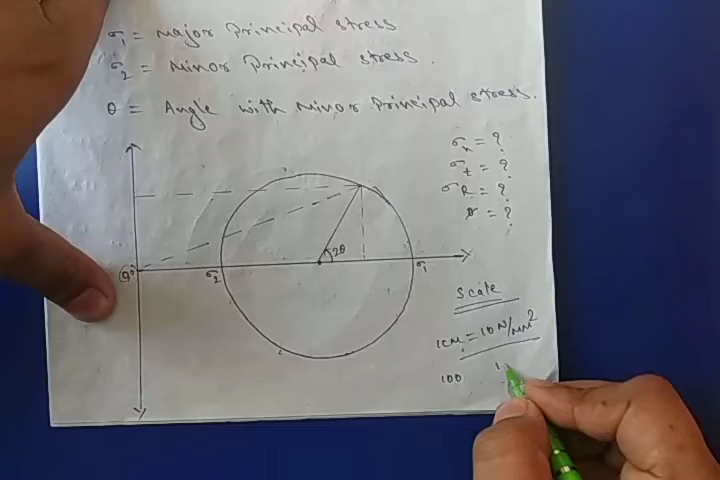 σ₁ = Major Principal stress
σ₂ = Minor Principal stress.
θ = Angle with Minor Principal stress.
σn = ?
σt = ?
σR = ?
= ?
2θ
σ₂
σ₁
Scale
1cm = 10 N/mm²
100